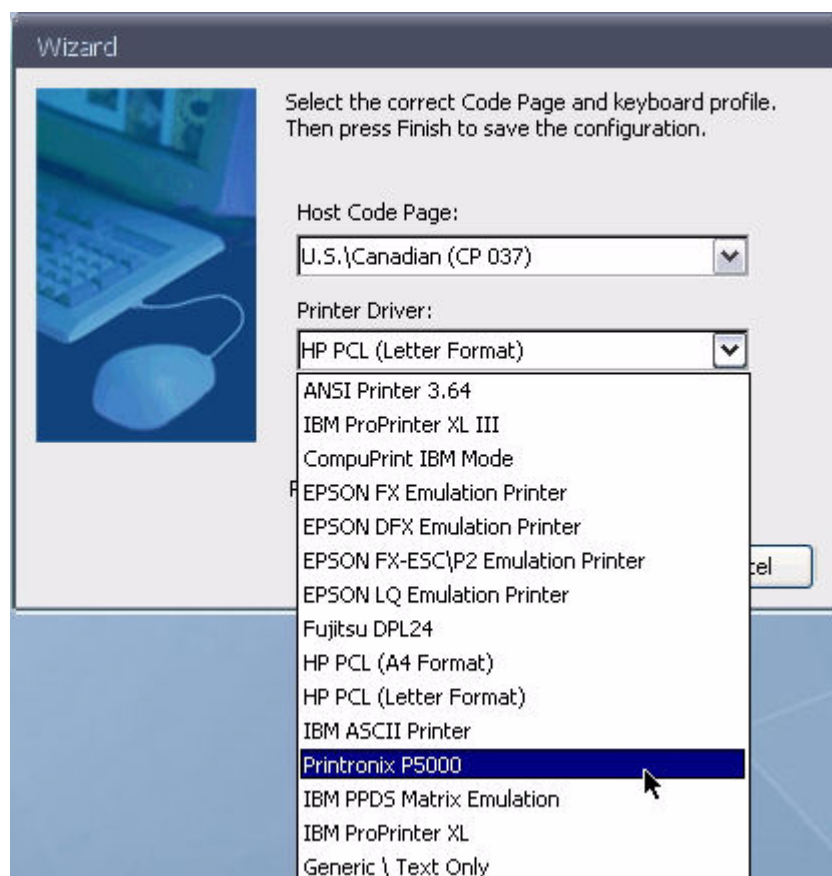 Wizard
Select the correct Code Page and keyboard profile.
Then press Finish to save the configuration.
Host Code Page:
U.S.\Canadian (CP 037)
Printer Driver:
HP PCL (Letter Format)
ANSI Printer 3.64
IBM ProPrinter XL III
CompuPrint IBM Mode
EPSON FX Emulation Printer
EPSON DFX Emulation Printer
EPSON FX-ESC\P2 Emulation Printer
EPSON LQ Emulation Printer
Fujitsu DPL24
HP PCL (A4 Format)
HP PCL (Letter Format)
IBM ASCII Printer
Printronix P5000
IBM PPDS Matrix Emulation
IBM ProPrinter XL
Generic \ Text Only